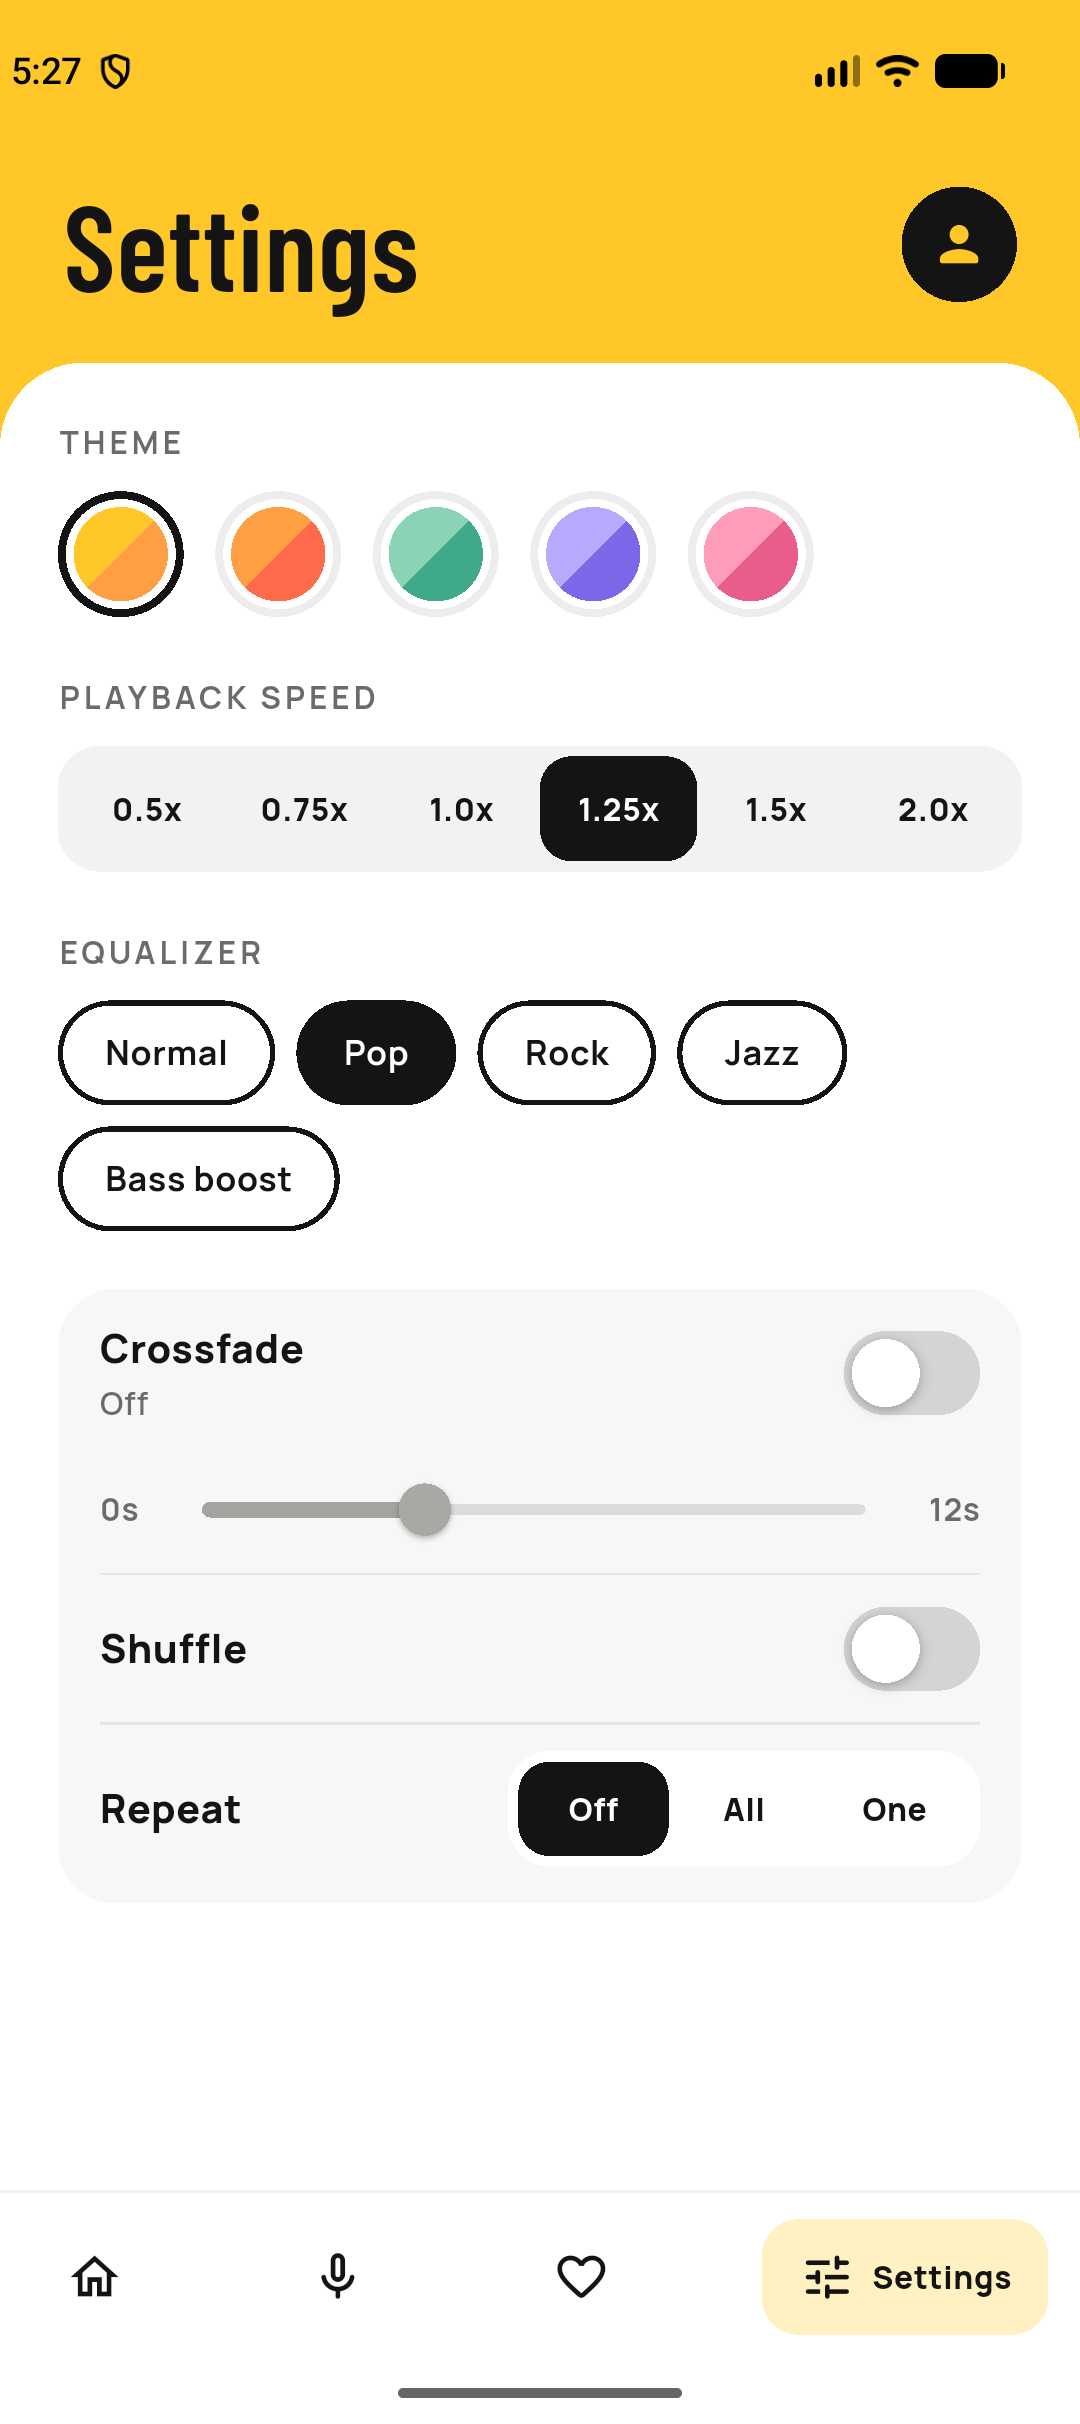 5:27
Settings
THEME
PLAYBACK SPEED
0.5x 0.75x 1.0x 1.25x 1.5x 2.0x
EQUALIZER
Normal Pop Rock Jazz
Bass boost
Crossfade
Off
0s 12s
Shuffle
Repeat Off All One
Settings